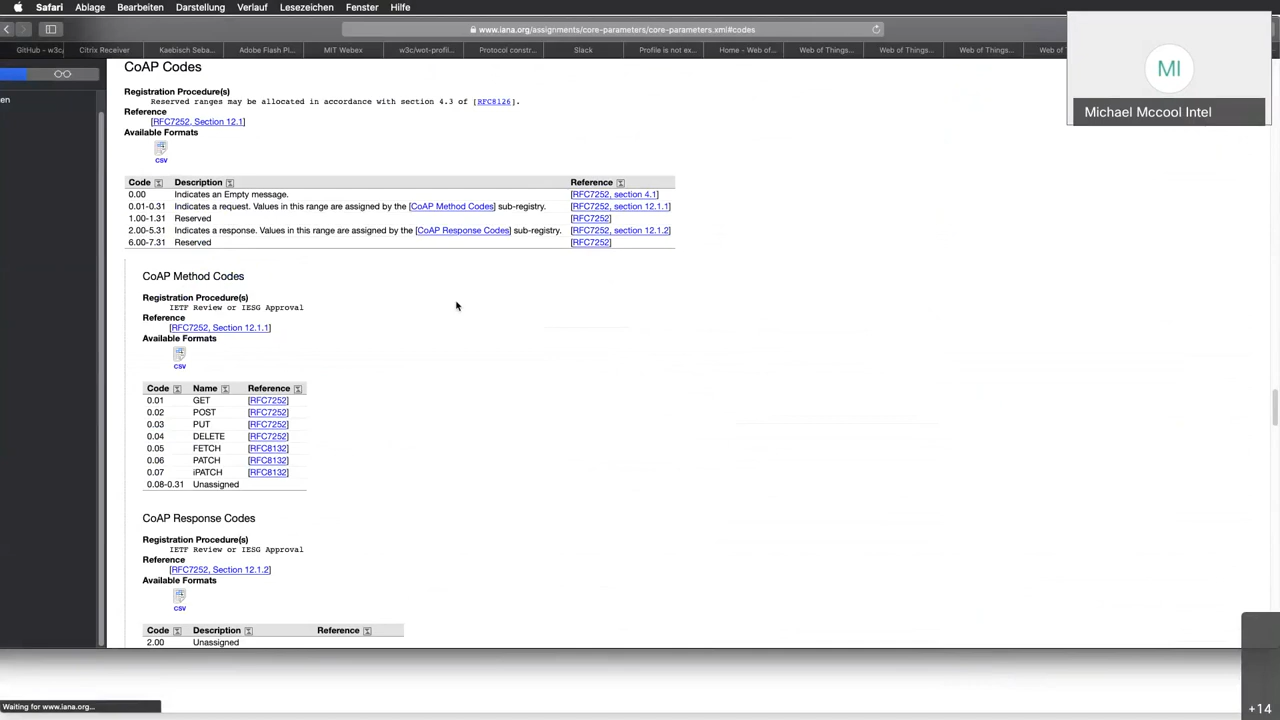 Safari Ablage Bearbeiten Darstellung Verlauf Lesezeichen Fenster Hilfe
www.iana.org/assignments/core-parameters/core-parameters.xml#codes
GitHub - w3c/ Citrix Receiver Kaebisch Seba... Adobe Flash Pl... MIT Webex w3c/wot-profil... Protocol constr... Slack Profile is not ex... Home - Web of... Web of Things... Web of Things... Web of Things... Web of
MI
Michael Mccool Intel
en
CoAP Codes
Registration Procedure(s)
Reserved ranges may be allocated in accordance with section 4.3 of [RFC8126].
Reference
[RFC7252, Section 12.1]
Available Formats
CSV
Code Description Reference
0.00 Indicates an Empty message. [RFC7252, section 4.1]
0.01-0.31 Indicates a request. Values in this range are assigned by the [CoAP Method Codes] sub-registry. [RFC7252, section 12.1.1]
1.00-1.31 Reserved [RFC7252]
2.00-5.31 Indicates a response. Values in this range are assigned by the [CoAP Response Codes] sub-registry. [RFC7252, section 12.1.2]
6.00-7.31 Reserved [RFC7252]
CoAP Method Codes
Registration Procedure(s)
IETF Review or IESG Approval
Reference
[RFC7252, Section 12.1.1]
Available Formats
CSV
Code Name Reference
0.01 GET [RFC7252]
0.02 POST [RFC7252]
0.03 PUT [RFC7252]
0.04 DELETE [RFC7252]
0.05 FETCH [RFC8132]
0.06 PATCH [RFC8132]
0.07 iPATCH [RFC8132]
0.08-0.31 Unassigned
CoAP Response Codes
Registration Procedure(s)
IETF Review or IESG Approval
Reference
[RFC7252, Section 12.1.2]
Available Formats
CSV
Code Description Reference
2.00 Unassigned
Waiting for www.iana.org...
+14